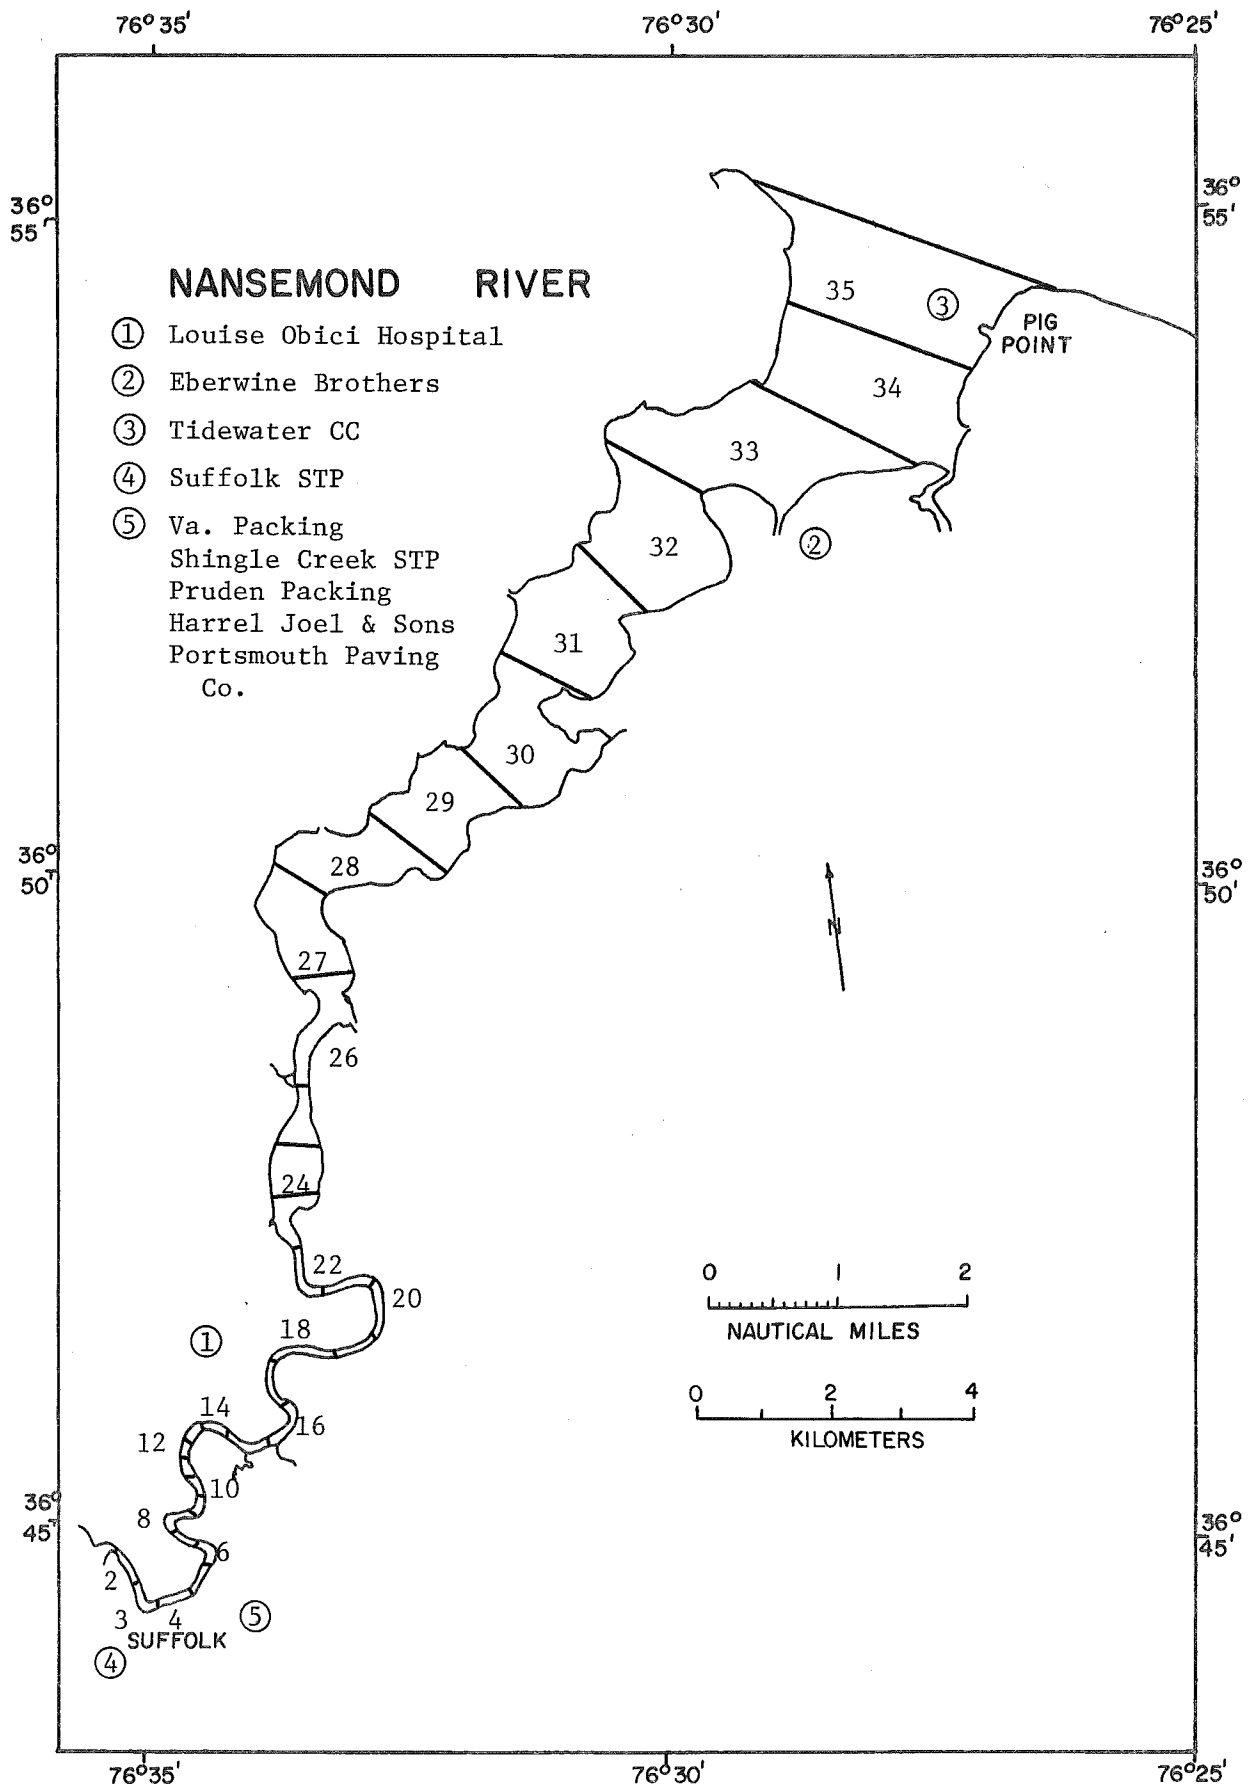 76° 35'
76° 30'
76° 25'
36°
55'
36°
55'
NANSEMOND RIVER
① Louise Obici Hospital
② Eberwine Brothers
③ Tidewater CC
④ Suffolk STP
⑤ Va. Packing
Shingle Creek STP
Pruden Packing
Harrel Joel & Sons
Portsmouth Paving
Co.
35
③
PIG
POINT
34
33
32
②
31
30
29
28
36°
50'
36°
50'
27
N
26
24
22
20
18
①
14
16
12
10
8
6
2
3
4
⑤
SUFFOLK
④
0 1 2
NAUTICAL MILES
0 2 4
KILOMETERS
36°
45'
36°
45'
76° 35'
76° 30'
76° 25'